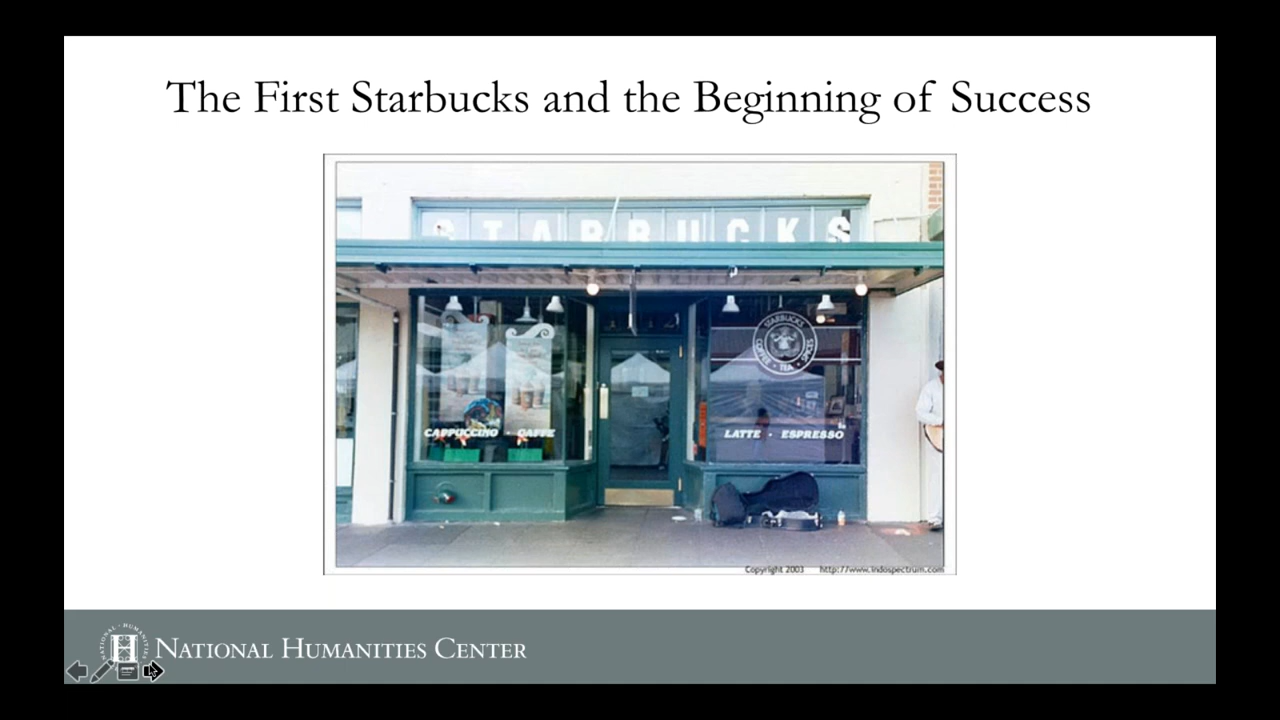 The First Starbucks and the Beginning of Success
STARBUCKS
STARBUCKS
COFFEE • TEA • SPICES
CAPPUCCINO • CAFFE
LATTE • ESPRESSO
Copyright 2003 http://www.indospectrum.com
NATIONAL HUMANITIES CENTER